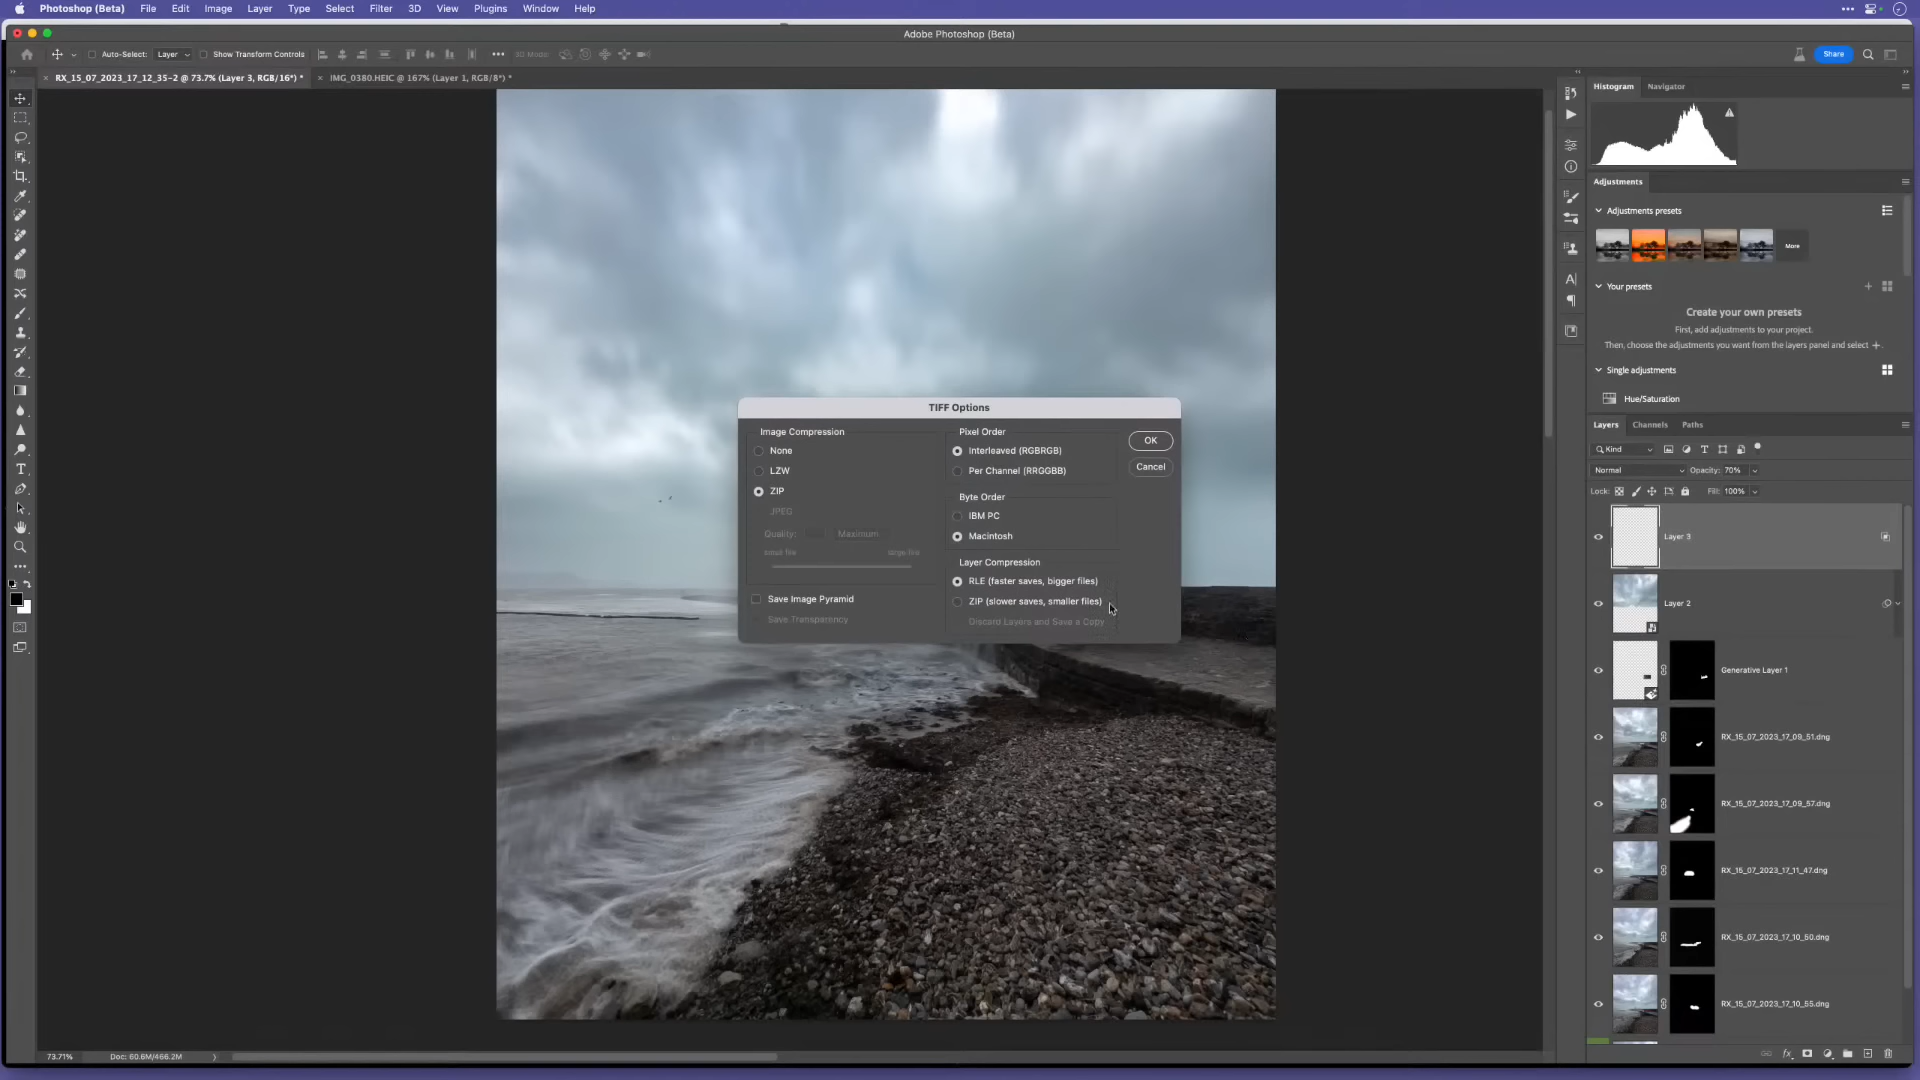 Photoshop (Beta) File Edit Image Layer Type Select Filter 3D View Plugins Window Help
Adobe Photoshop (Beta)
Auto-Select: Layer Show Transform Controls 3D Mode: Share
RX_15_07_2023_17_12_35-2 @ 73.7% (Layer 3, RGB/16*) * IMG_0380.HEIC @ 167% (Layer 1, RGB/8*) *
Histogram Navigator
Adjustments
Adjustments presets
More
Your presets
Create your own presets
First, add adjustments to your project.
Then, choose the adjustments you want from the layers panel and select +.
Single adjustments
Hue/Saturation
TIFF Options
Image Compression
None
LZW
ZIP
JPEG
Quality: Maximum
small file large file
Save Image Pyramid
Save Transparency
Pixel Order
Interleaved (RGBRGB)
Per Channel (RRGGBB)
Byte Order
IBM PC
Macintosh
Layer Compression
RLE (faster saves, bigger files)
ZIP (slower saves, smaller files)
Discard Layers and Save a Copy
OK
Cancel
Layers Channels Paths
Kind
Normal Opacity: 70%
Lock: Fill: 100%
Layer 3
Layer 2
Generative Layer 1
RX_15_07_2023_17_09_51.dng
RX_15_07_2023_17_09_57.dng
RX_15_07_2023_17_11_47.dng
RX_15_07_2023_17_10_50.dng
RX_15_07_2023_17_10_55.dng
73.71% Doc: 60.6M/466.2M